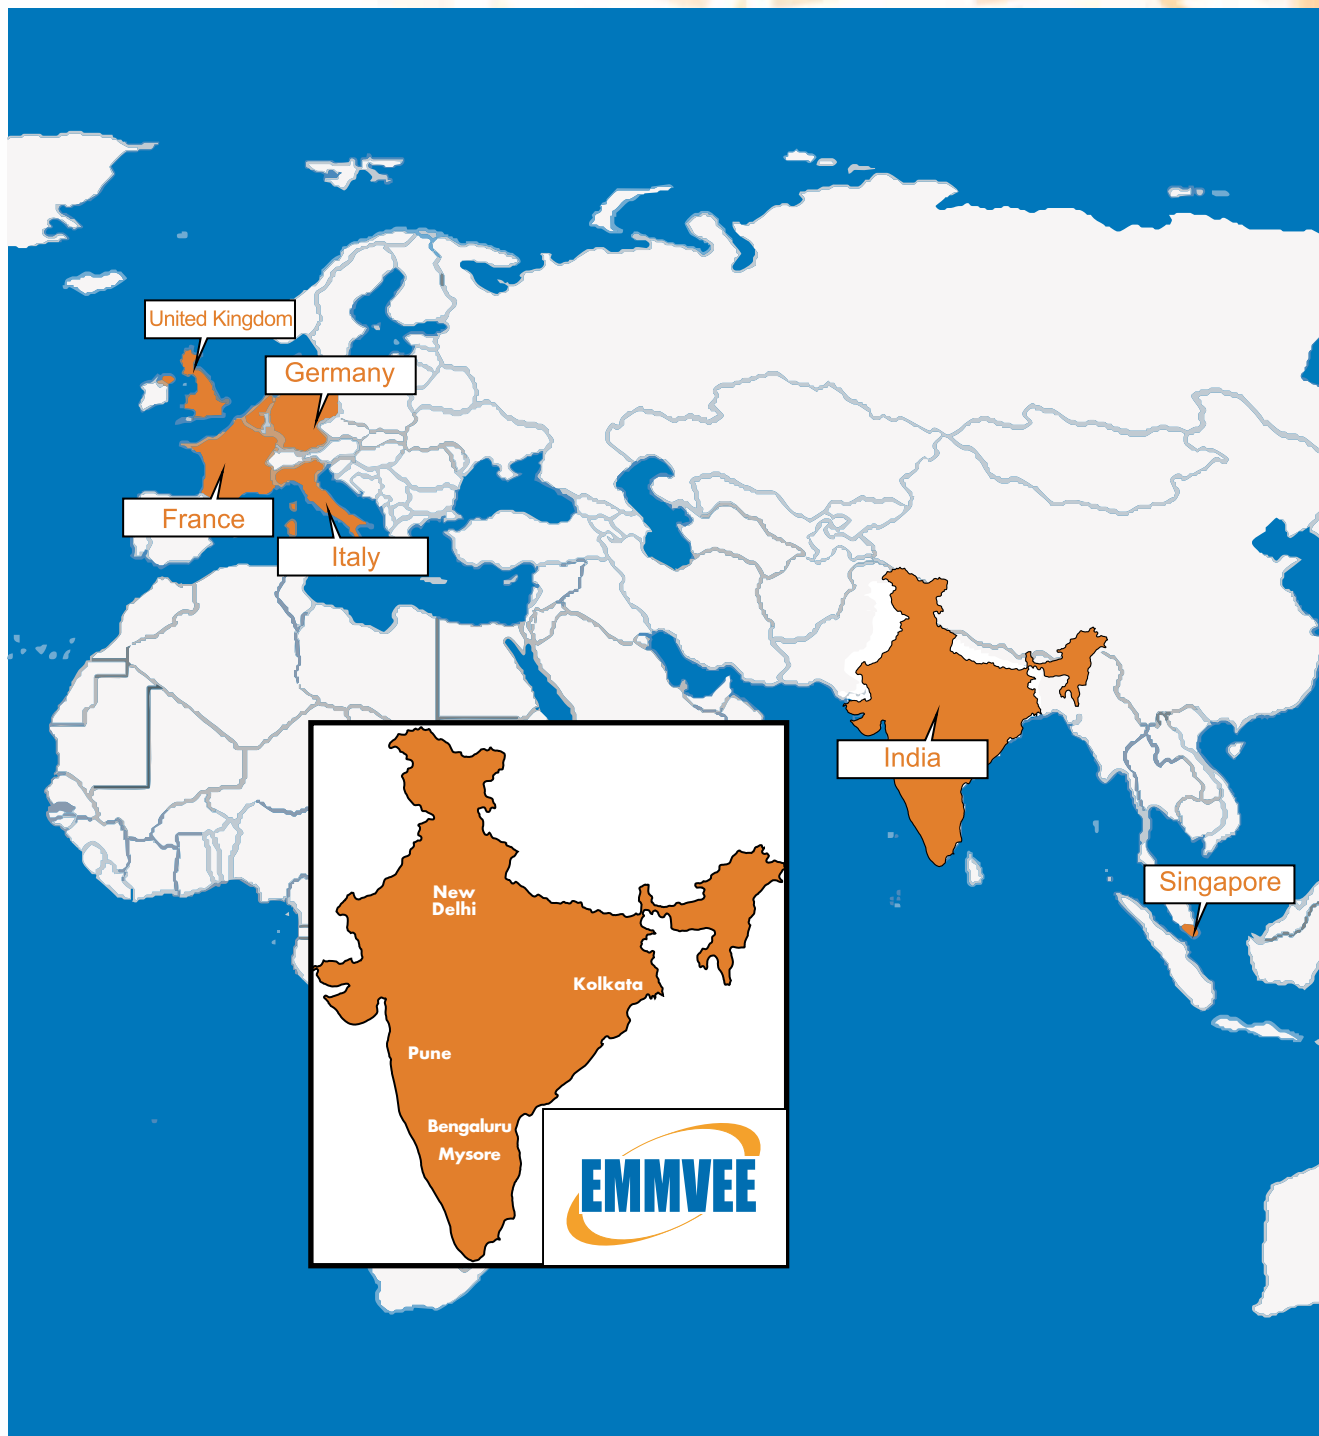 United Kingdom
Germany
France
Italy
India
Singapore
New
Delhi
Kolkata
Pune
Bengaluru
Mysore
EMMVEE